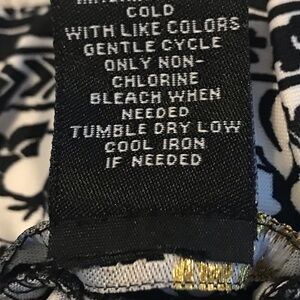 COLD
WITH LIKE COLORS
GENTLE CYCLE
ONLY NON-
CHLORINE
BLEACH WHEN
NEEDED
TUMBLE DRY LOW
COOL IRON
IF NEEDED